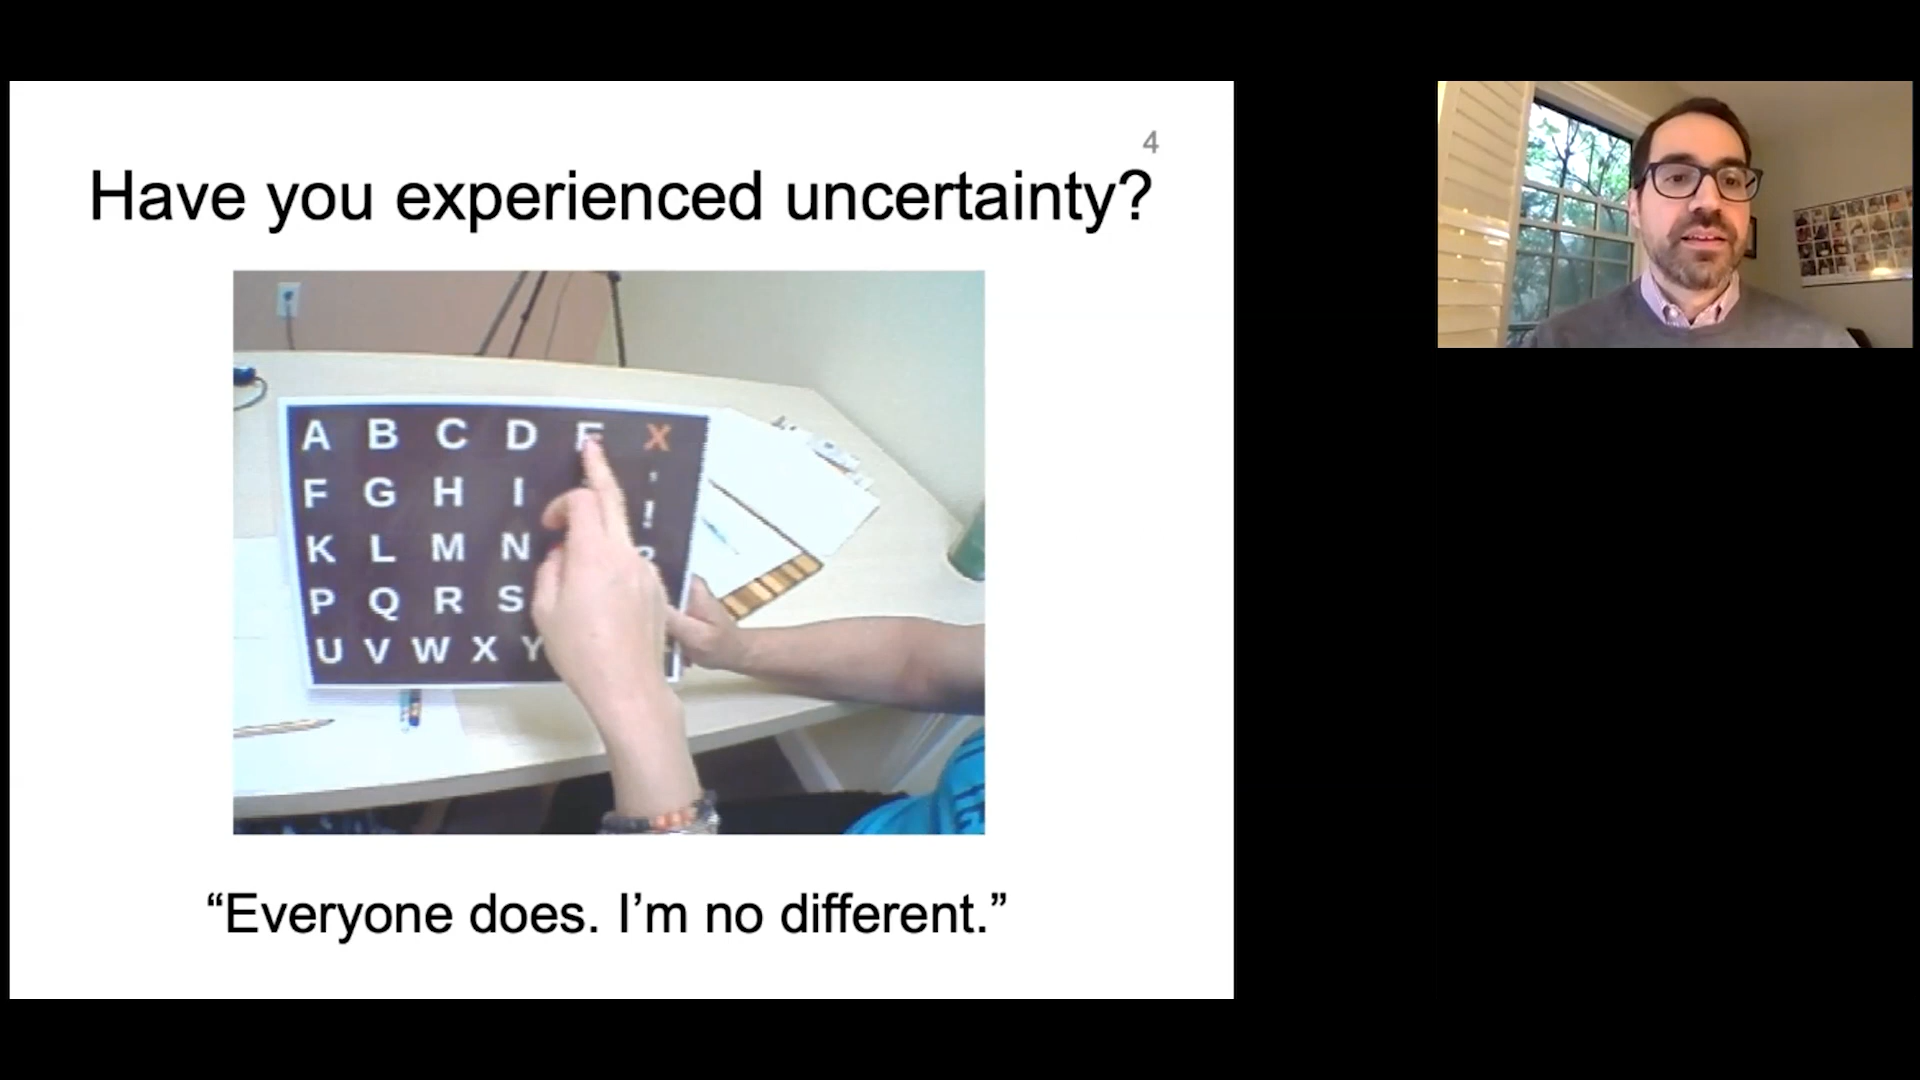 4
Have you experienced uncertainty?
A B C D E X
F G H I '
!
K L M N
P Q R S
U V W X Y
“Everyone does. I’m no different.”